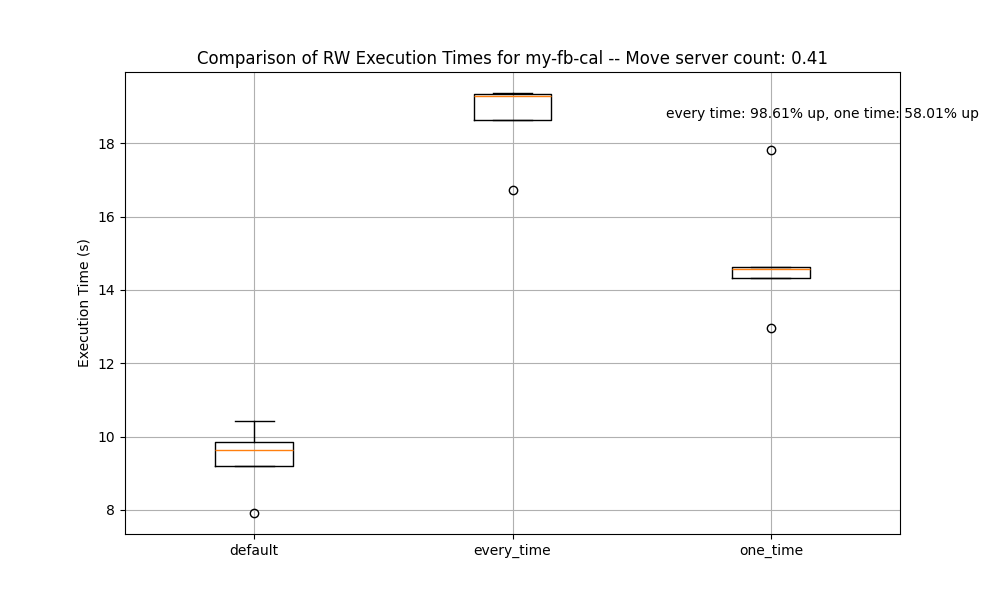 Comparison of RW Execution Times for my-fb-cal -- Move server count: 0.41
every time: 98.61% up, one time: 58.01% up
18
16
14
12
10
8
Execution Time (s)
default
every_time
one_time